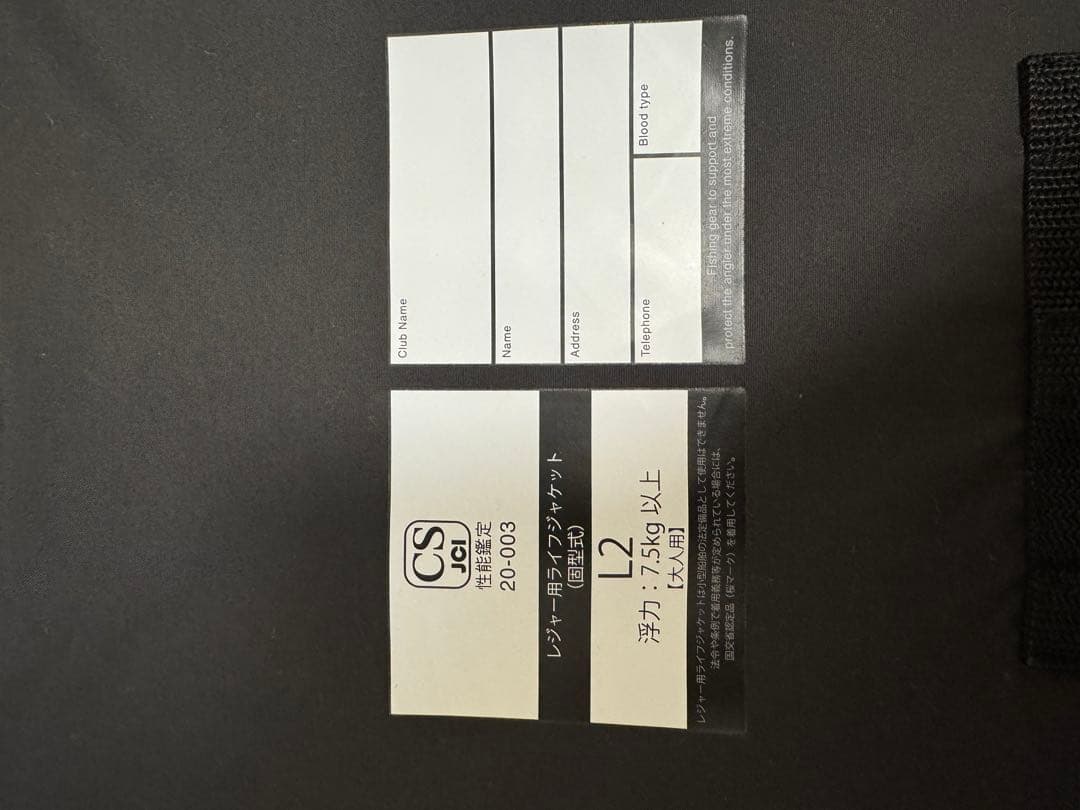 CS
JCI
性能鑑定
20-003
レジャー用ライフジャケット
(固型式)
L2
浮力：7.5kg 以上
【大人用】
レジャー用ライフジャケットは小型船舶の法定備品として使用はできません。
法令や条例で着用義務等が定められている場合には、
国交省認定品（桜マーク）を着用してください。
Club Name
Name
Address
Telephone
Blood type
Fishing gear to support and
protect the angler under the most extreme conditions.